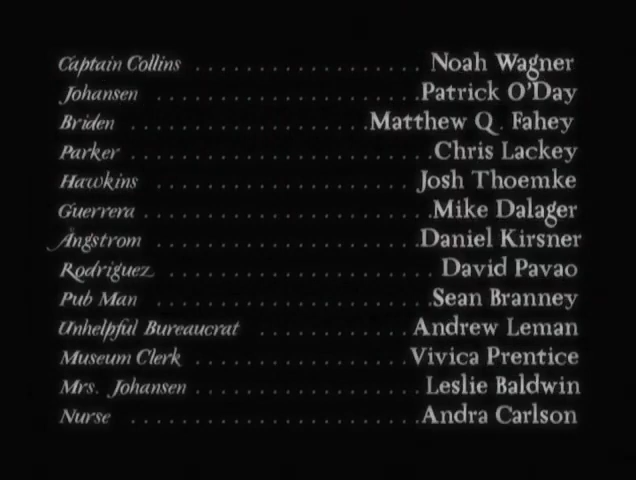 Captain Collins . . . . . . . . . . . . . . . . . . . . Noah Wagner
Johansen . . . . . . . . . . . . . . . . . . . . . . . Patrick O'Day
Briden . . . . . . . . . . . . . . . . . . . . . Matthew Q. Fahey
Parker . . . . . . . . . . . . . . . . . . . . . . . . . . Chris Lackey
Hawkins . . . . . . . . . . . . . . . . . . . . . . . Josh Thoemke
Guerrera . . . . . . . . . . . . . . . . . . . . . . . . . Mike Dalager
Ångstrom . . . . . . . . . . . . . . . . . . . . . . . Daniel Kirsner
Rodriguez . . . . . . . . . . . . . . . . . . . . . . . David Pavao
Pub Man . . . . . . . . . . . . . . . . . . . . . . . . Sean Branney
Unhelpful Bureaucrat . . . . . . . . . . . . . . Andrew Leman
Museum Clerk . . . . . . . . . . . . . . . . . . . Vivica Prentice
Mrs. Johansen . . . . . . . . . . . . . . . . . . . . Leslie Baldwin
Nurse . . . . . . . . . . . . . . . . . . . . . . . . . Andra Carlson